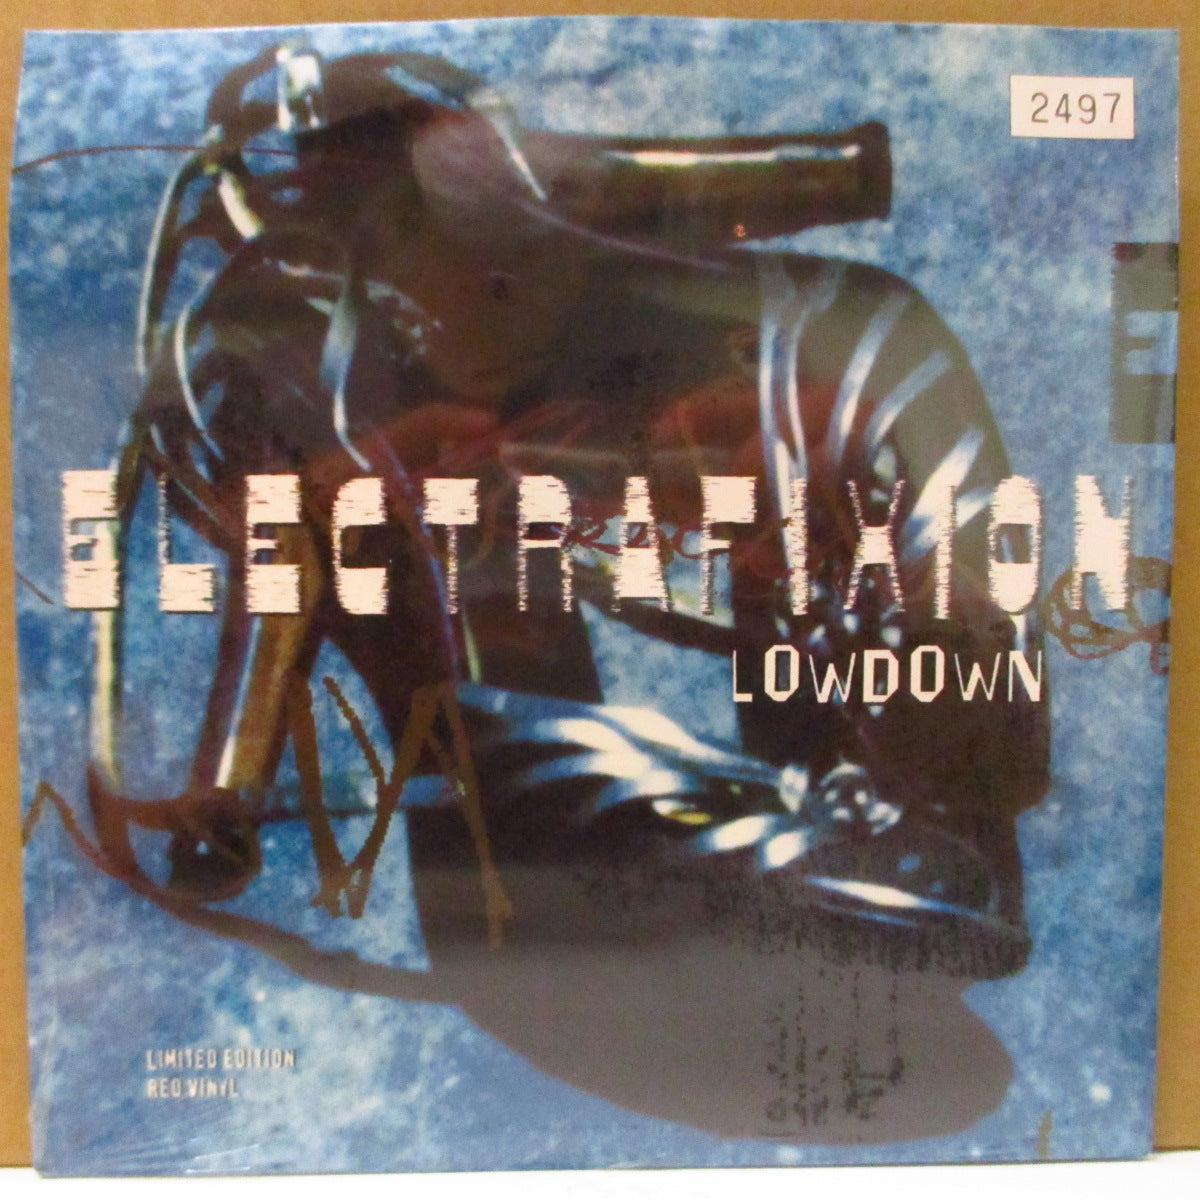 2497
E
ELECTRAFIXION
LOWDOWN
LIMITED EDITION
RED VINYL